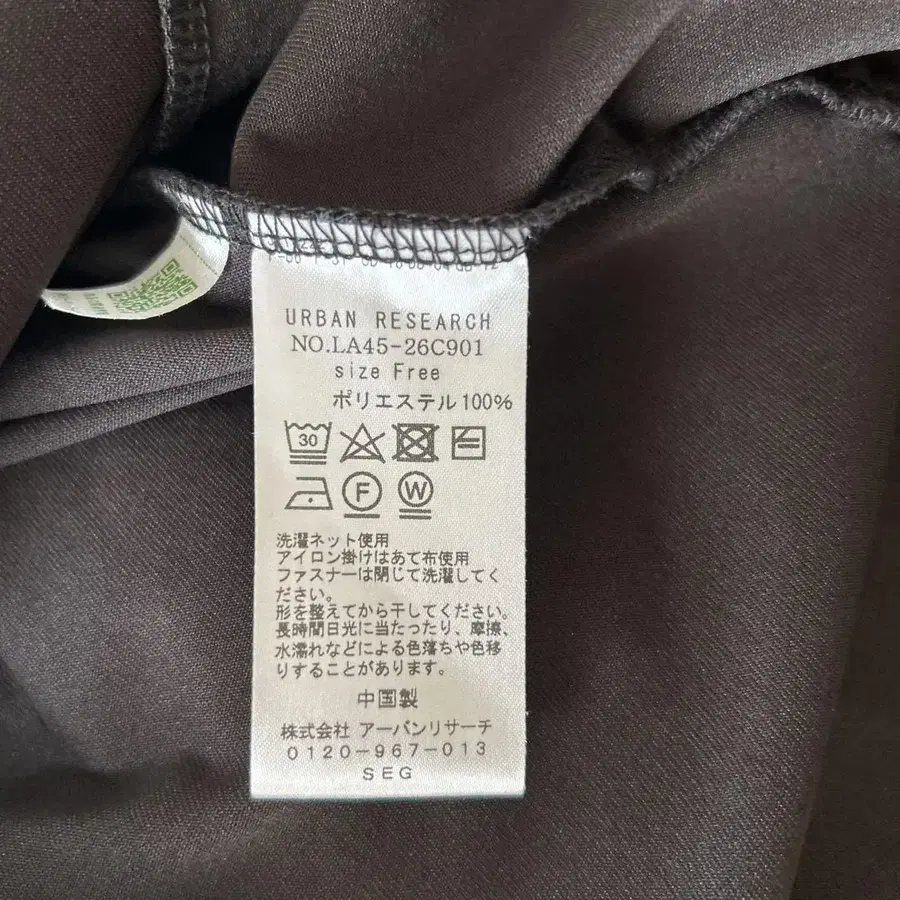 URBAN RESEARCH
NO.LA45-26C901
size Free
ポリエステル100%
30
F
W
洗濯ネット使用
アイロン掛けはあて布使用
ファスナーは閉じて洗濯してく
ださい。
形を整えてから干してください。
長時間日光に当たったり、摩擦、
水濡れなどによる色落ちや色移
りすることがあります。
中国製
株式会社 アーバンリサーチ
0120-967-013
SEG